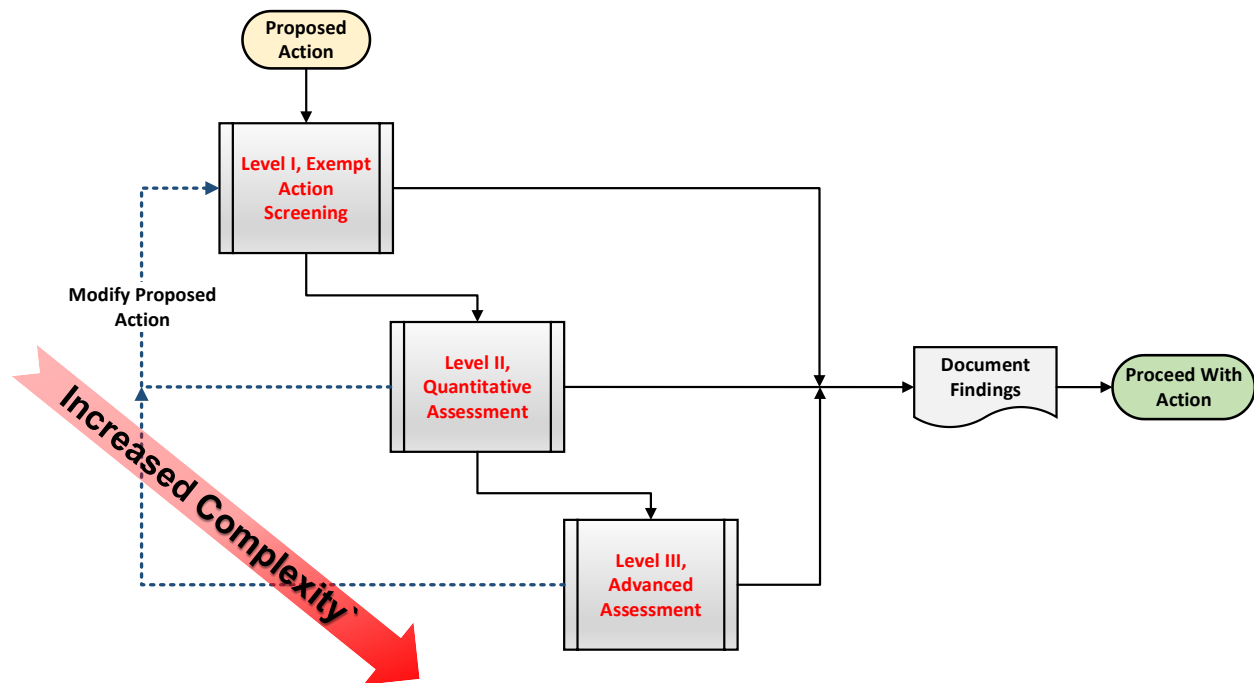 Proposed
Action
Level I, Exempt
Action
Screening
Modify Proposed
Action
Level II,
Quantitative
Assessment
Document
Findings
Proceed With
Action
Increased Complexity`
Level III,
Advanced
Assessment